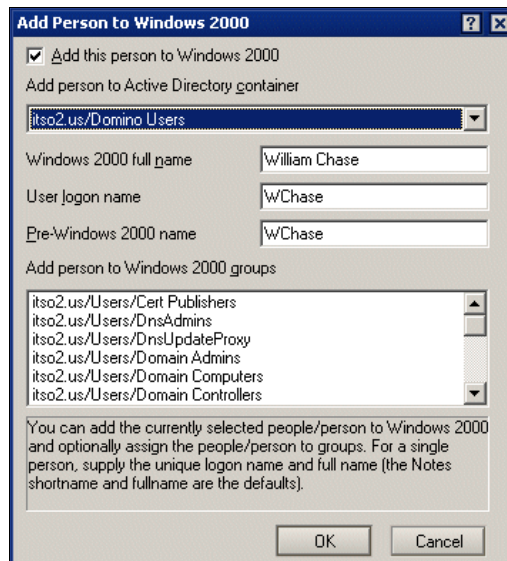 Add Person to Windows 2000
Add this person to Windows 2000
Add person to Active Directory container
itso2.us/Domino Users
Windows 2000 full name William Chase
User logon name WChase
Pre-Windows 2000 name WChase
Add person to Windows 2000 groups
itso2.us/Users/Cert Publishers
itso2.us/Users/DnsAdmins
itso2.us/Users/DnsUpdateProxy
itso2.us/Users/Domain Admins
itso2.us/Users/Domain Computers
itso2.us/Users/Domain Controllers
You can add the currently selected people/person to Windows 2000
and optionally assign the people/person to groups. For a single
person, supply the unique logon name and full name (the Notes
shortname and fullname are the defaults).
OK Cancel